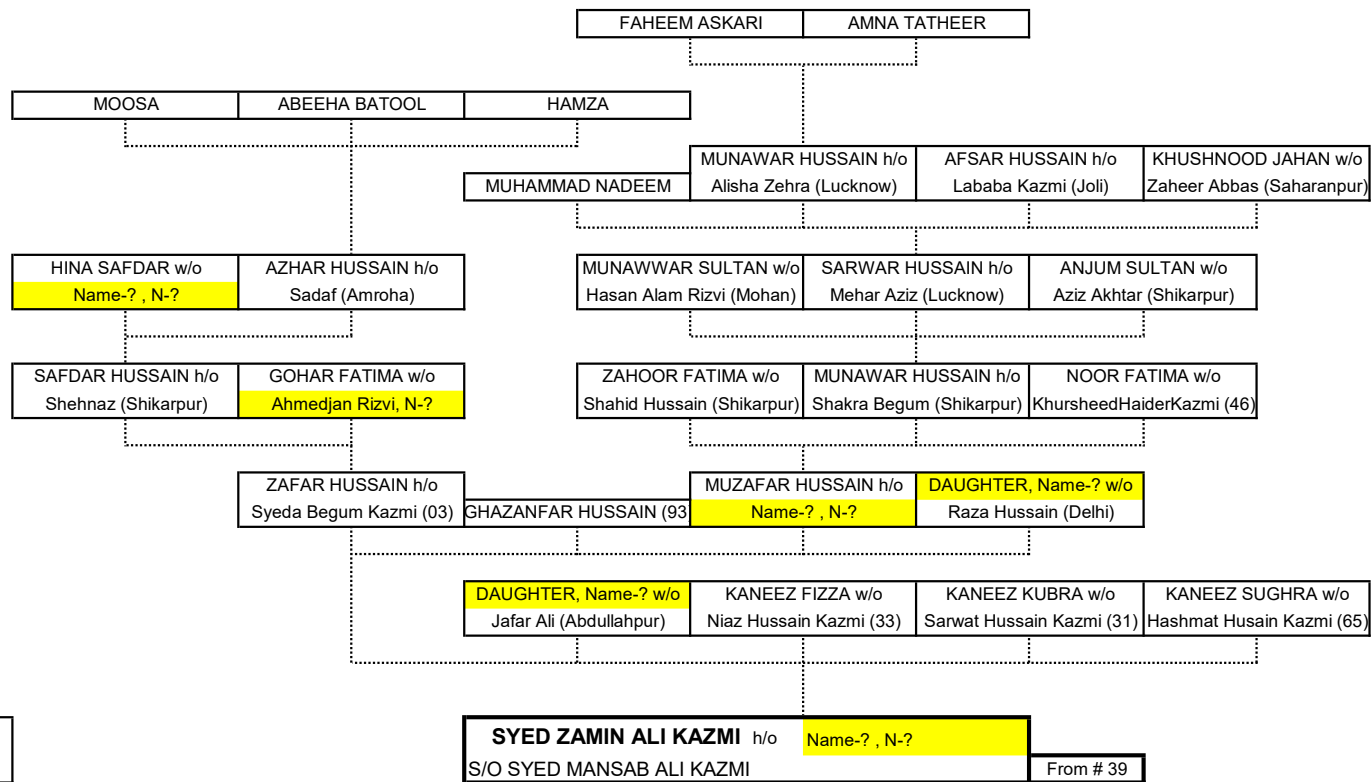 FAHEEM ASKARI AMNA TATHEER
MOOSA ABEEHA BATOOL HAMZA
MUNAWAR HUSSAIN h/o AFSAR HUSSAIN h/o KHUSHNOOD JAHAN w/o
MUHAMMAD NADEEM Alisha Zehra (Lucknow) Lababa Kazmi (Joli) Zaheer Abbas (Saharanpur)
HINA SAFDAR w/o AZHAR HUSSAIN h/o MUNAWWAR SULTAN w/o SARWAR HUSSAIN h/o ANJUM SULTAN w/o
Name-? , N-? Sadaf (Amroha) Hasan Alam Rizvi (Mohan) Mehar Aziz (Lucknow) Aziz Akhtar (Shikarpur)
SAFDAR HUSSAIN h/o GOHAR FATIMA w/o ZAHOOR FATIMA w/o MUNAWAR HUSSAIN h/o NOOR FATIMA w/o
Shehnaz (Shikarpur) Ahmedjan Rizvi, N-? Shahid Hussain (Shikarpur) Shakra Begum (Shikarpur) KhursheedHaiderKazmi (46)
ZAFAR HUSSAIN h/o MUZAFAR HUSSAIN h/o DAUGHTER, Name-? w/o
Syeda Begum Kazmi (03) GHAZANFAR HUSSAIN (93 Name-? , N-? Raza Hussain (Delhi)
DAUGHTER, Name-? w/o KANEEZ FIZZA w/o KANEEZ KUBRA w/o KANEEZ SUGHRA w/o
Jafar Ali (Abdullahpur) Niaz Hussain Kazmi (33) Sarwat Hussain Kazmi (31) Hashmat Husain Kazmi (65)
SYED ZAMIN ALI KAZMI h/o Name-? , N-?
S/O SYED MANSAB ALI KAZMI From # 39